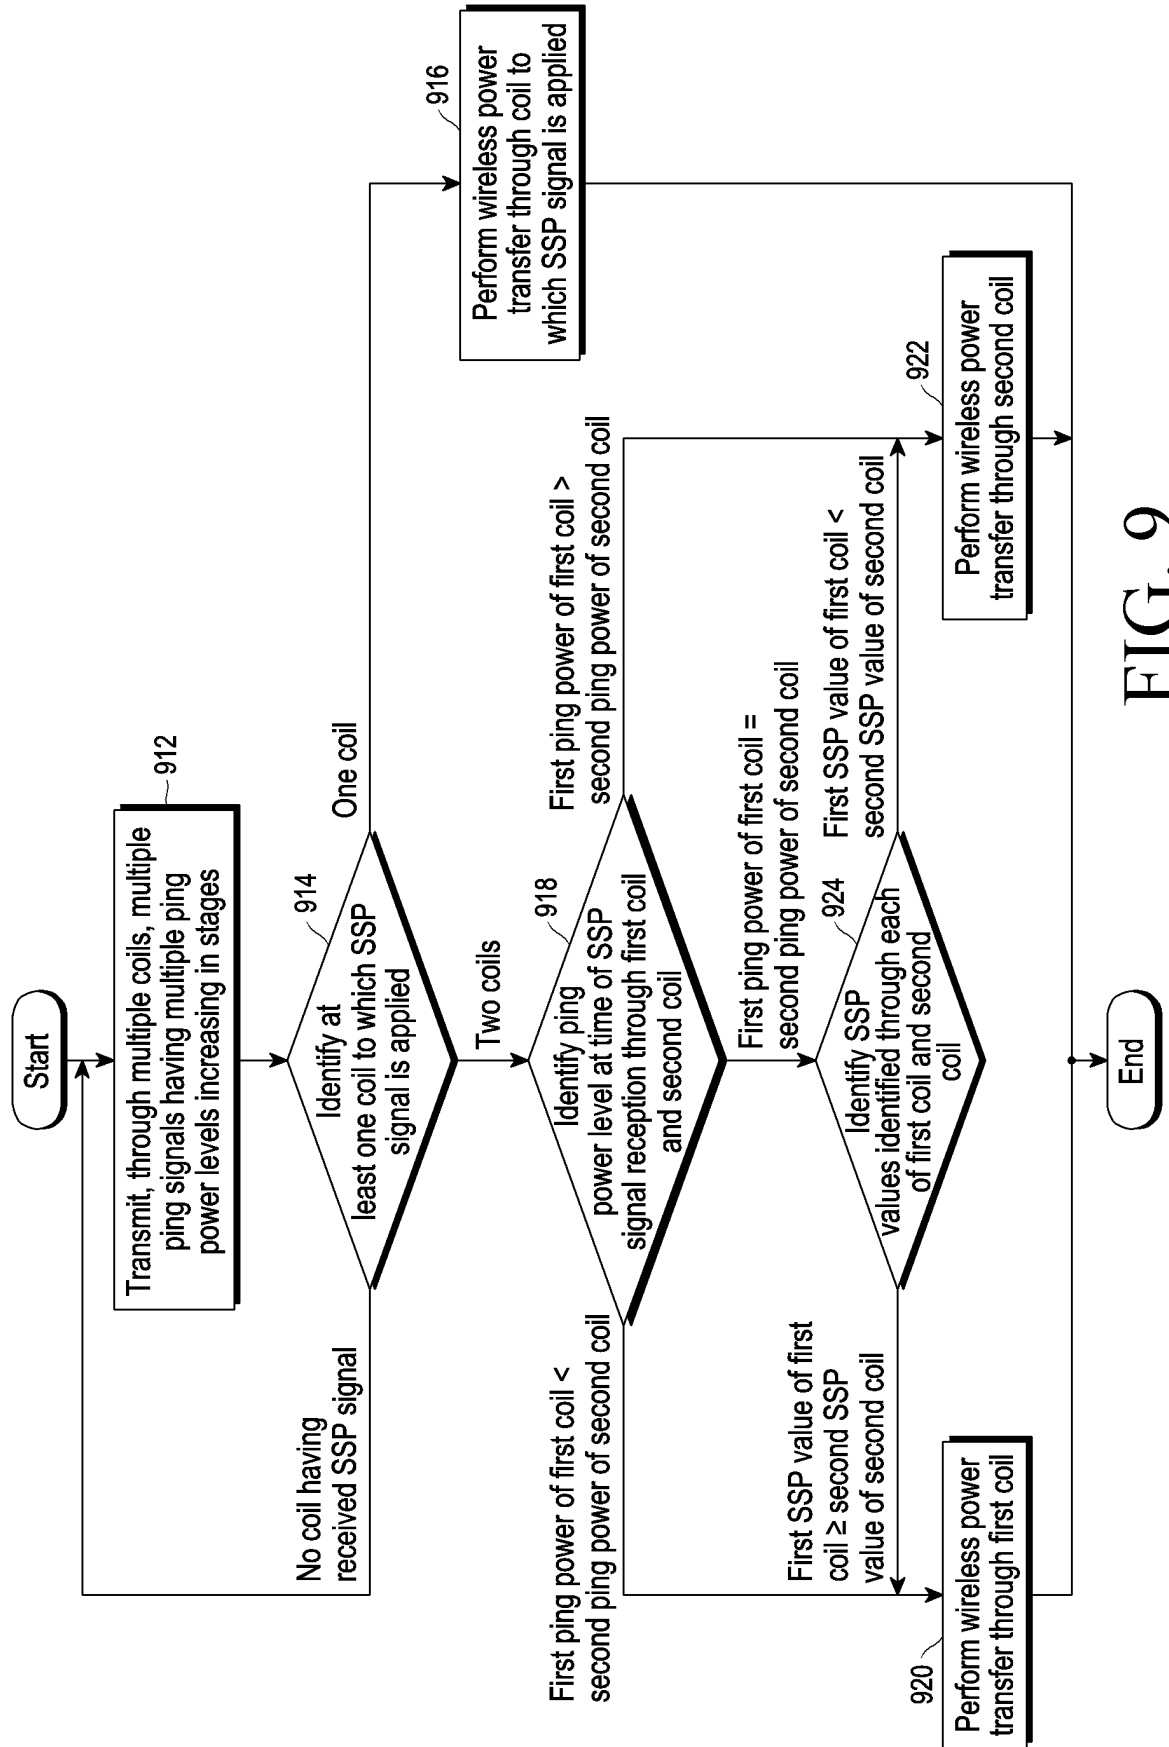 Start
912
Transmit, through multiple coils, multiple
ping signals having multiple ping
power levels increasing in stages
914
Identify at
least one coil to which SSP
signal is applied
No coil having
received SSP signal
One coil
916
Perform wireless power
transfer through coil to
which SSP signal is applied
Two coils
918
Identify ping
power level at time of SSP
signal reception through first coil
and second coil
First ping power of first coil <
second ping power of second coil
First ping power of first coil >
second ping power of second coil
First ping power of first coil =
second ping power of second coil
924
Identify SSP
values identified through each
of first coil and second
coil
First SSP value of first
coil ≥ second SSP
value of second coil
First SSP value of first coil <
second SSP value of second coil
920
Perform wireless power
transfer through first coil
922
Perform wireless power
transfer through second coil
End
FIG. 9